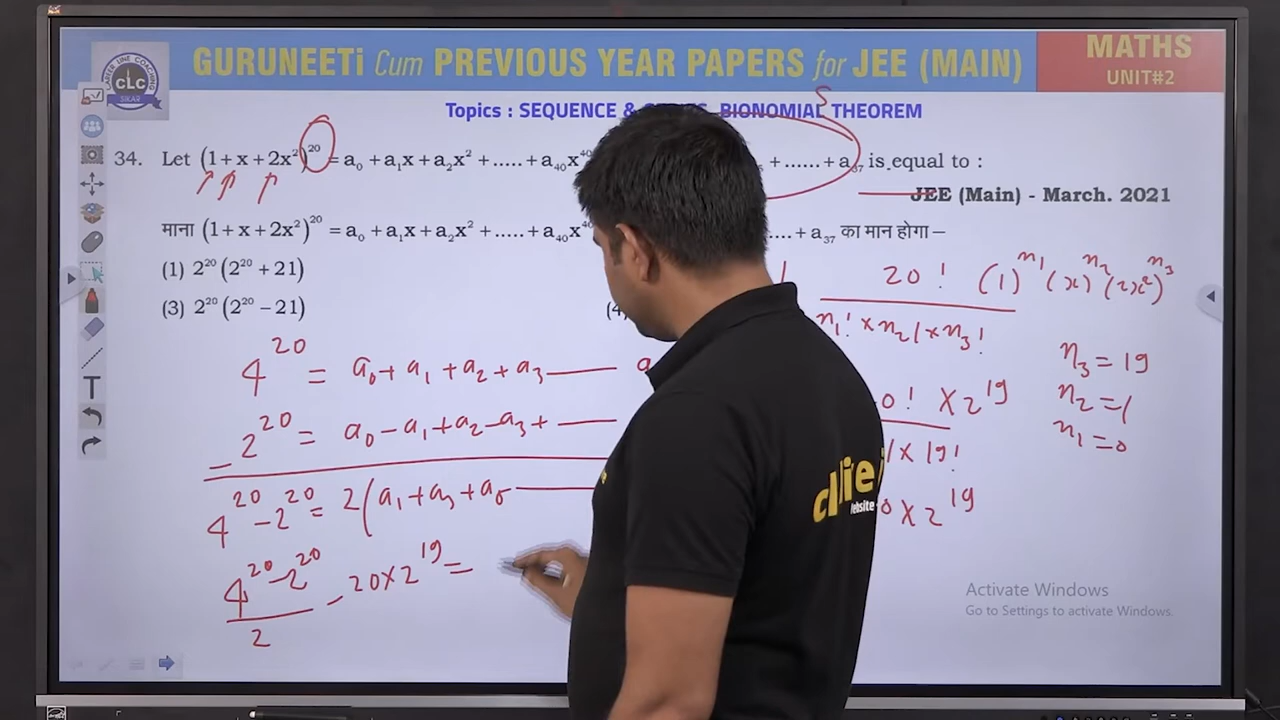 GURUNEETi Cum PREVIOUS YEAR PAPERS for JEE (MAIN)
MATHS
UNIT#2
CLC
SIKAR
Topics : SEQUENCE & BIONOMIAL THEOREM
S
34. Let (1+x+2x²)²⁰ = a₀ + a₁x + a₂x² + ..... + a₄₀x⁴⁰ + ...... + a₃₇ is equal to :
JEE (Main) - March. 2021
माना (1+x+2x²)²⁰ = a₀ + a₁x + a₂x² + ..... + a₄₀x⁴⁰ .... + a₃₇ का मान होगा –
(1) 2²⁰ (2²⁰ + 21)
(3) 2²⁰ (2²⁰ – 21)
(4)
20! (1)ⁿ¹ (x)ⁿ² (2x²)ⁿ³
n₁! × n₂! × n₃!
n₃ = 19
n₂ = 1
n₁ = 0
4²⁰ = a₀ + a₁ + a₂ + a₃ —
0! × 2¹⁹
2²⁰ = a₀ – a₁ + a₂ – a₃ + —
× 19!
4²⁰ – 2²⁰ = 2(a₁ + a₃ + a₅ —
0 × 2¹⁹
4²⁰ – 2²⁰
– 20 × 2¹⁹ =
2
Activate Windows
Go to Settings to activate Windows.
T